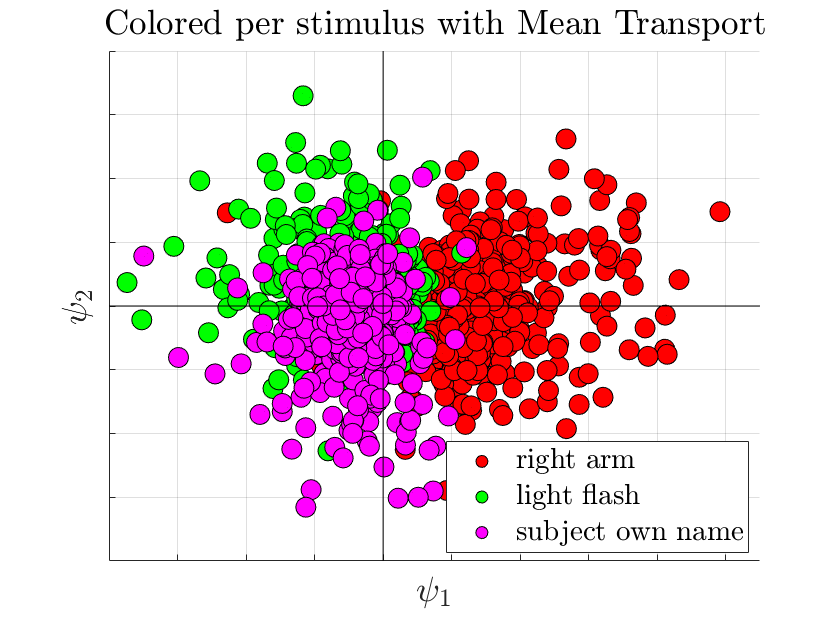 Colored per stimulus with Mean Transport
ψ2
ψ1
right arm
light flash
subject own name